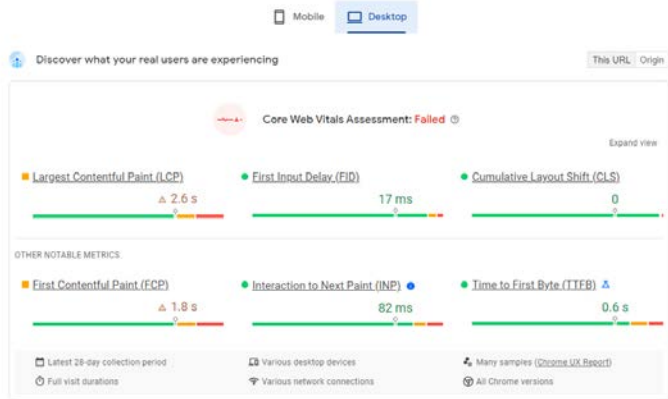 Mobile Desktop
Discover what your real users are experiencing This URL Origin
Core Web Vitals Assessment: Failed
Expand view
Largest Contentful Paint (LCP) First Input Delay (FID) Cumulative Layout Shift (CLS)
2.6 s 17 ms 0
OTHER NOTABLE METRICS
First Contentful Paint (FCP) Interaction to Next Paint (INP) Time to First Byte (TTFB)
1.8 s 82 ms 0.6 s
Latest 28-day collection period Various desktop devices Many samples (Chrome UX Report)
Full visit durations Various network connections All Chrome versions